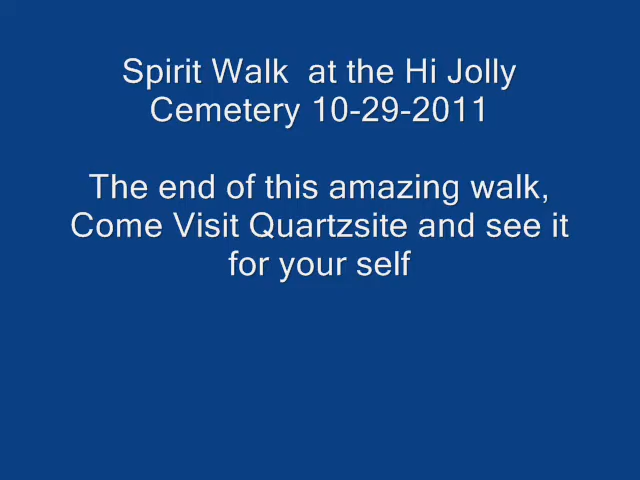 Spirit Walk  at the Hi Jolly
Cemetery 10-29-2011
The end of this amazing walk,
Come Visit Quartzsite and see it
for your self